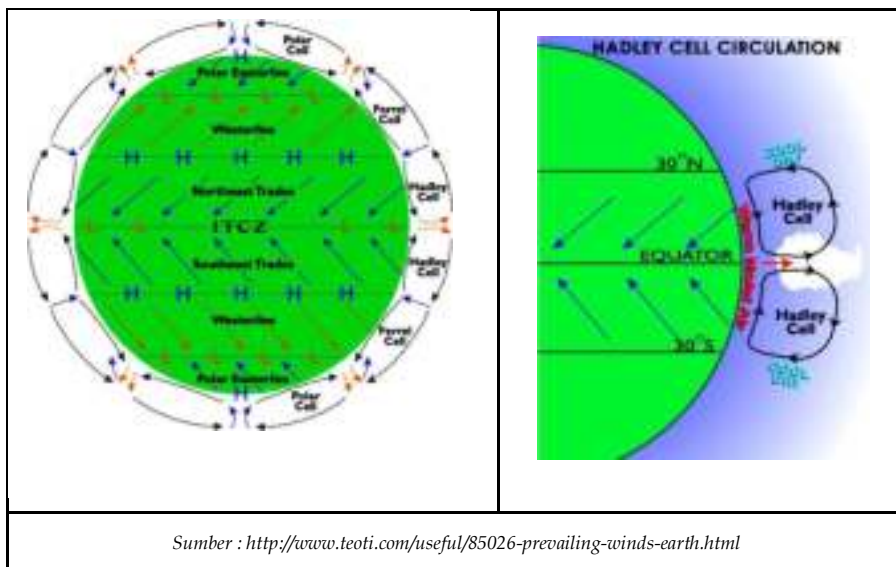 Polar
Cell
Polar Easterlies
Ferrel
Cell
Westerlies
H H H H H
Northeast Trades
Hadley
Cell
ITCZ
Southeast Trades
Hadley
Cell
H H H H H
Westerlies
Ferrel
Cell
Polar Easterlies
Polar
Cell
HADLEY CELL CIRCULATION
30°N
Hadley
Cell
EQUATOR
Hadley
Cell
30°S
Sumber : http://www.teoti.com/useful/85026-prevailing-winds-earth.html